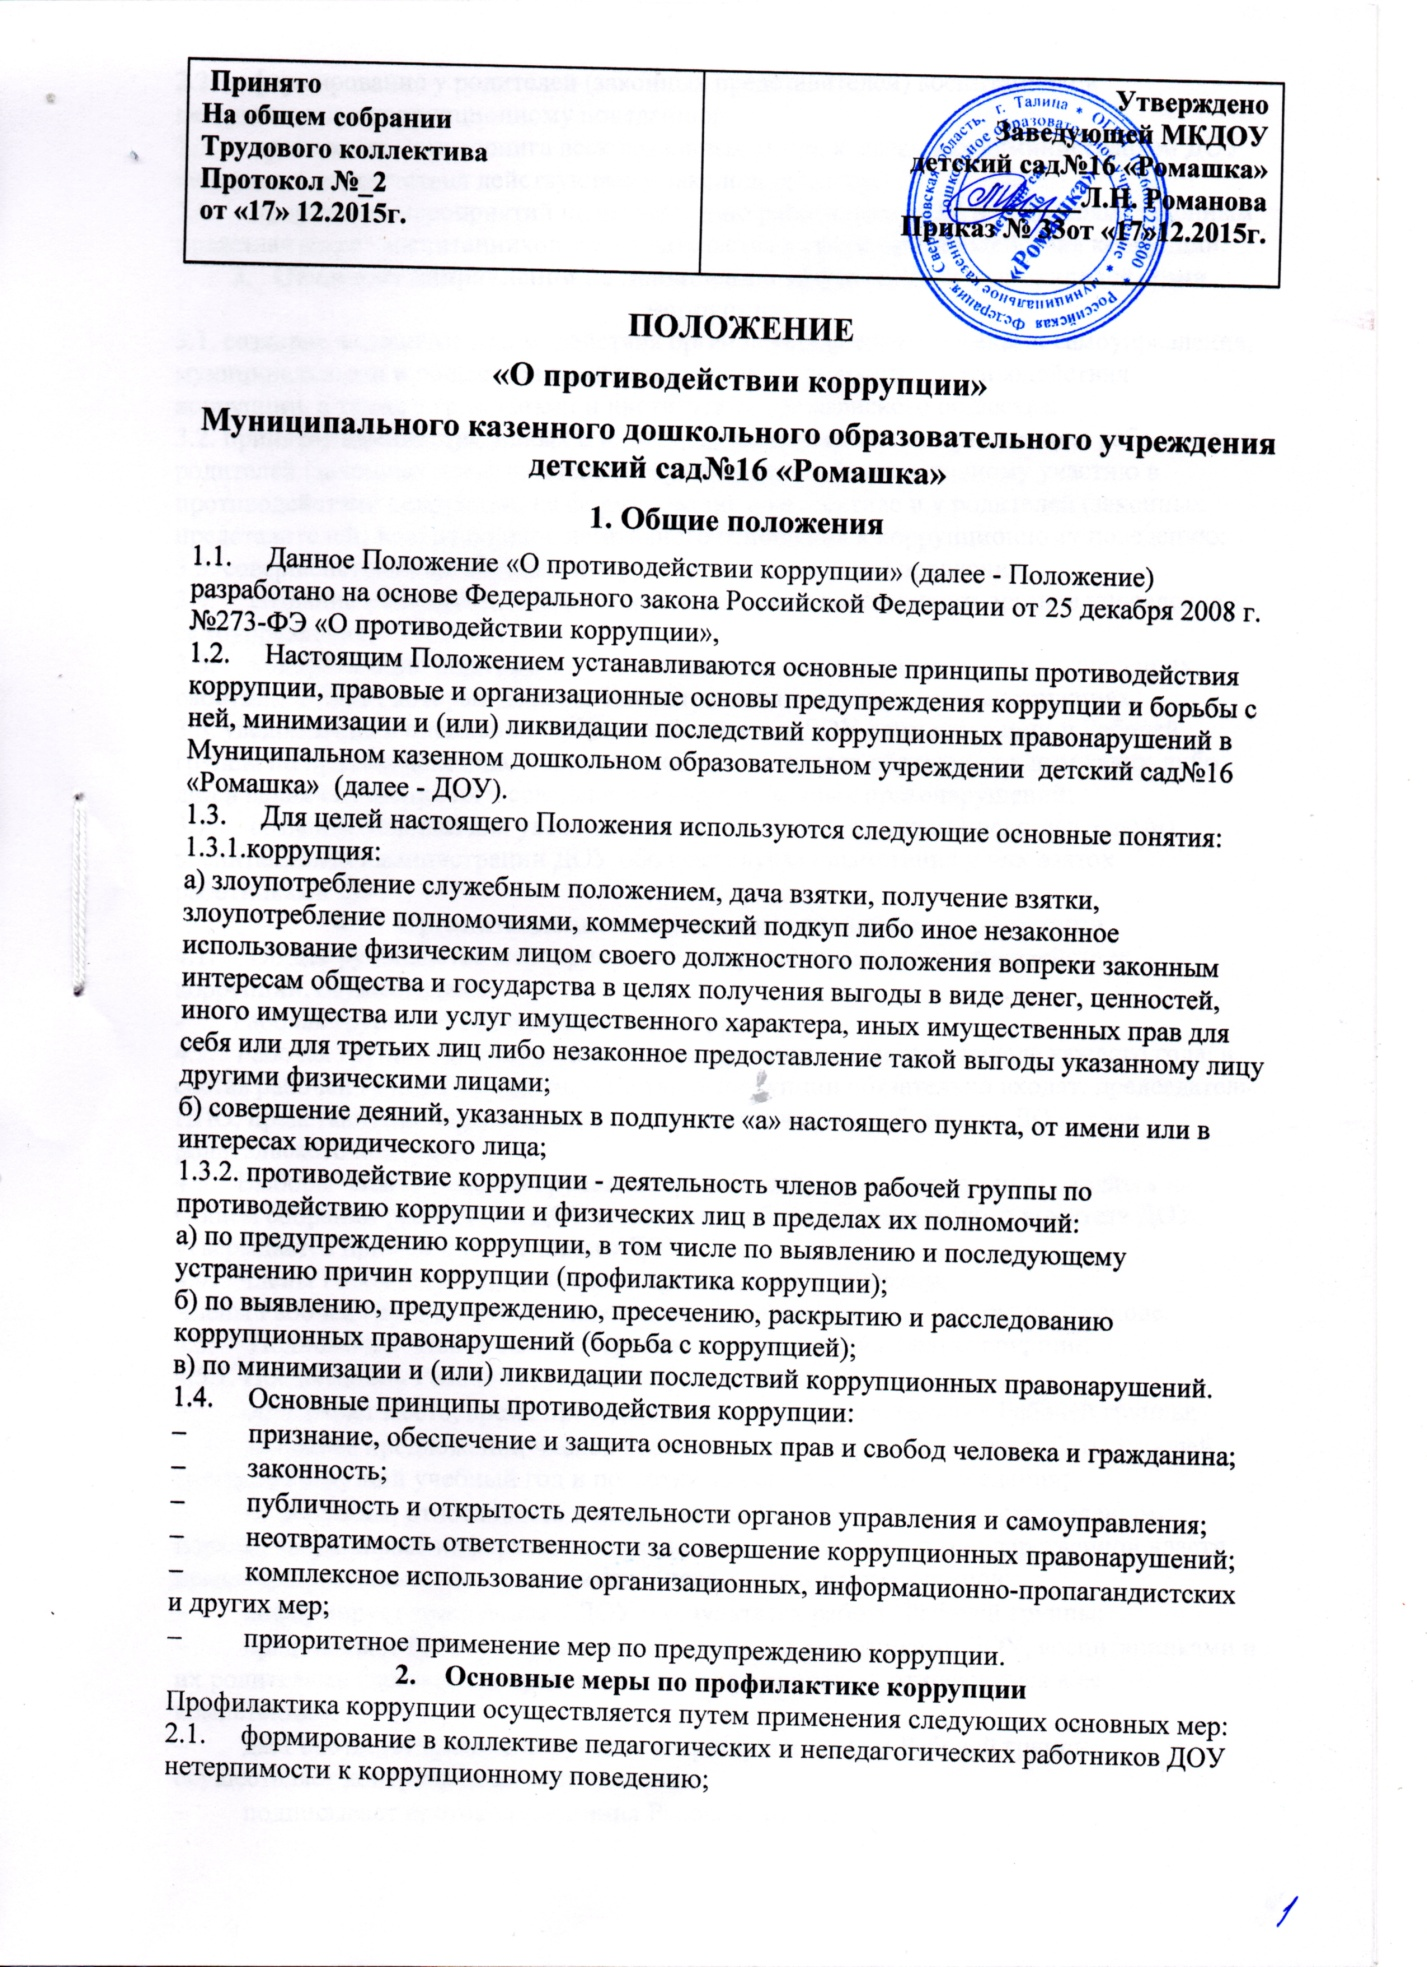 Принято
На общем собрании
Трудового коллектива
Протокол №_2
от «17» 12.2015г.
Утверждено
Заведующей МКДОУ
детский сад№16 «Ромашка»
Л.Н. Романова
Приказ № 33от «17»12.2015г.
«Ромашка»
ПОЛОЖЕНИЕ
«О противодействии коррупции»
Муниципального казенного дошкольного образовательного учреждения
детский сад№16 «Ромашка»
1. Общие положения
1.1. Данное Положение «О противодействии коррупции» (далее - Положение)
разработано на основе Федерального закона Российской Федерации от 25 декабря 2008 г.
№273-ФЭ «О противодействии коррупции»,
1.2. Настоящим Положением устанавливаются основные принципы противодействия
коррупции, правовые и организационные основы предупреждения коррупции и борьбы с
ней, минимизации и (или) ликвидации последствий коррупционных правонарушений в
Муниципальном казенном дошкольном образовательном учреждении детский сад№16
«Ромашка» (далее - ДОУ).
1.3. Для целей настоящего Положения используются следующие основные понятия:
1.3.1.коррупция:
а) злоупотребление служебным положением, дача взятки, получение взятки,
злоупотребление полномочиями, коммерческий подкуп либо иное незаконное
использование физическим лицом своего должностного положения вопреки законным
интересам общества и государства в целях получения выгоды в виде денег, ценностей,
иного имущества или услуг имущественного характера, иных имущественных прав для
себя или для третьих лиц либо незаконное предоставление такой выгоды указанному лицу
другими физическими лицами;
б) совершение деяний, указанных в подпункте «а» настоящего пункта, от имени или в
интересах юридического лица;
1.3.2. противодействие коррупции - деятельность членов рабочей группы по
противодействию коррупции и физических лиц в пределах их полномочий:
а) по предупреждению коррупции, в том числе по выявлению и последующему
устранению причин коррупции (профилактика коррупции);
б) по выявлению, предупреждению, пресечению, раскрытию и расследованию
коррупционных правонарушений (борьба с коррупцией);
в) по минимизации и (или) ликвидации последствий коррупционных правонарушений.
1.4. Основные принципы противодействия коррупции:
– признание, обеспечение и защита основных прав и свобод человека и гражданина;
– законность;
– публичность и открытость деятельности органов управления и самоуправления;
– неотвратимость ответственности за совершение коррупционных правонарушений;
– комплексное использование организационных, информационно-пропагандистских
и других мер;
– приоритетное применение мер по предупреждению коррупции.
2. Основные меры по профилактике коррупции
Профилактика коррупции осуществляется путем применения следующих основных мер:
2.1. формирование в коллективе педагогических и непедагогических работников ДОУ
нетерпимости к коррупционному поведению;
1